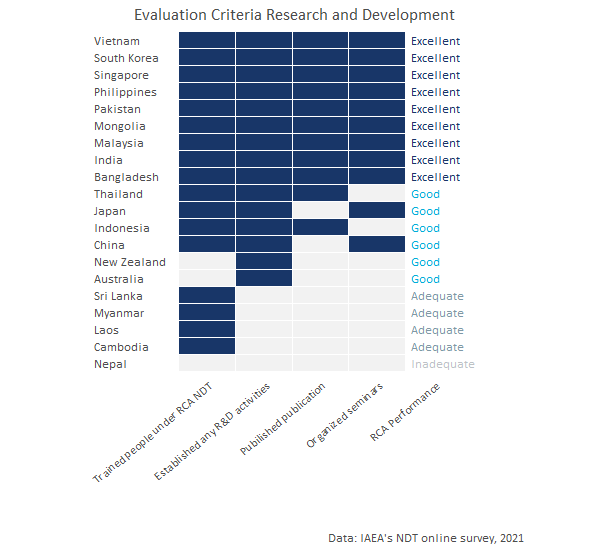 Evaluation Criteria Research and Development
Vietnam Excellent
South Korea Excellent
Singapore Excellent
Philippines Excellent
Pakistan Excellent
Mongolia Excellent
Malaysia Excellent
India Excellent
Bangladesh Excellent
Thailand Good
Japan Good
Indonesia Good
China Good
New Zealand Good
Australia Good
Sri Lanka Adequate
Myanmar Adequate
Laos Adequate
Cambodia Adequate
Nepal Inadequate
Trained people under RCA NDT
Established any R&D activities
Pubilished publication
Organized seminars
RCA Performance
Data: IAEA's NDT online survey, 2021